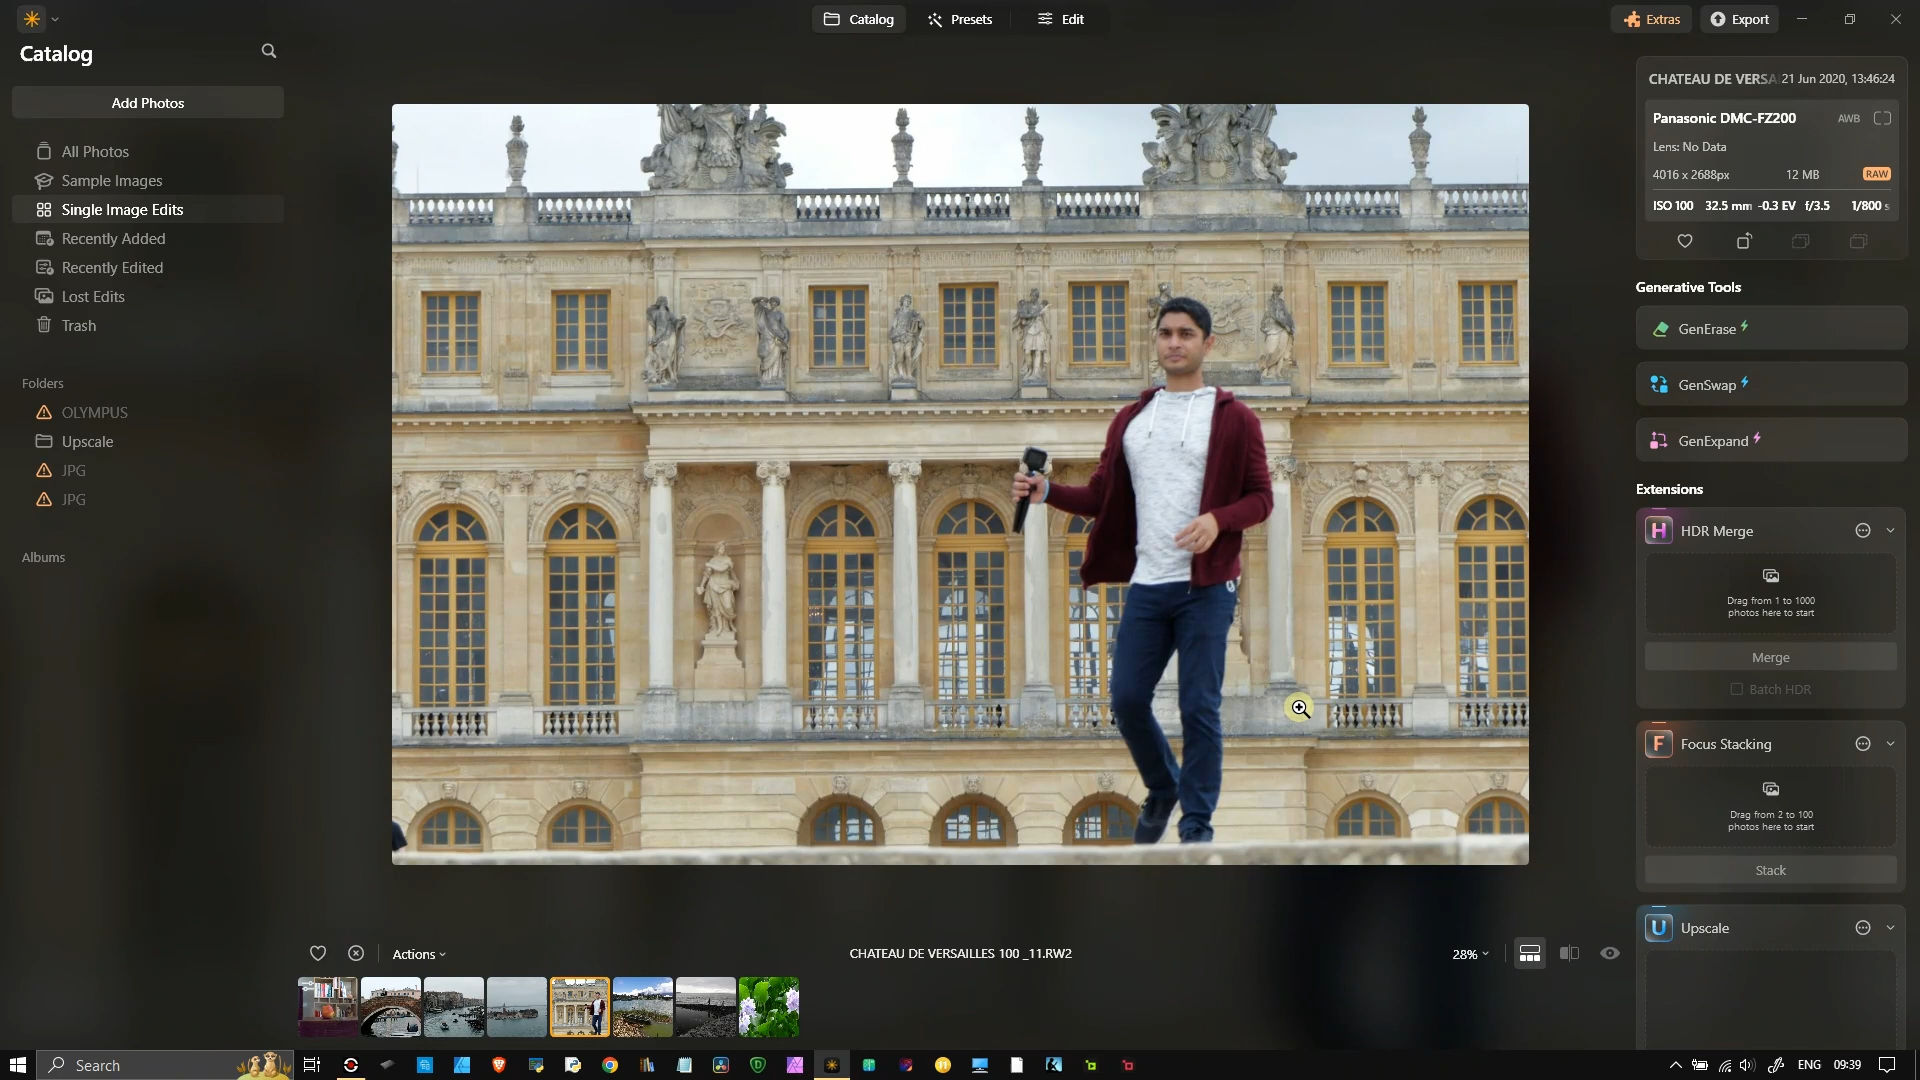 Catalog
Presets
Edit
Extras
Export
Catalog
Add Photos
All Photos
Sample Images
Single Image Edits
Recently Added
Recently Edited
Lost Edits
Trash
Folders
OLYMPUS
Upscale
JPG
JPG
Albums
CHATEAU DE VERSA 21 Jun 2020, 13:46:24
Panasonic DMC-FZ200 AWB
Lens: No Data
4016 x 2688px 12 MB RAW
ISO 100 32.5 mm -0.3 EV f/3.5 1/800 s
Generative Tools
GenErase
GenSwap
GenExpand
Extensions
H HDR Merge
Drag from 1 to 1000
photos here to start
Merge
Batch HDR
F Focus Stacking
Drag from 2 to 100
photos here to start
Stack
U Upscale
Actions
CHATEAU DE VERSAILLES 100 _11.RW2
28%
Search
ENG 09:39